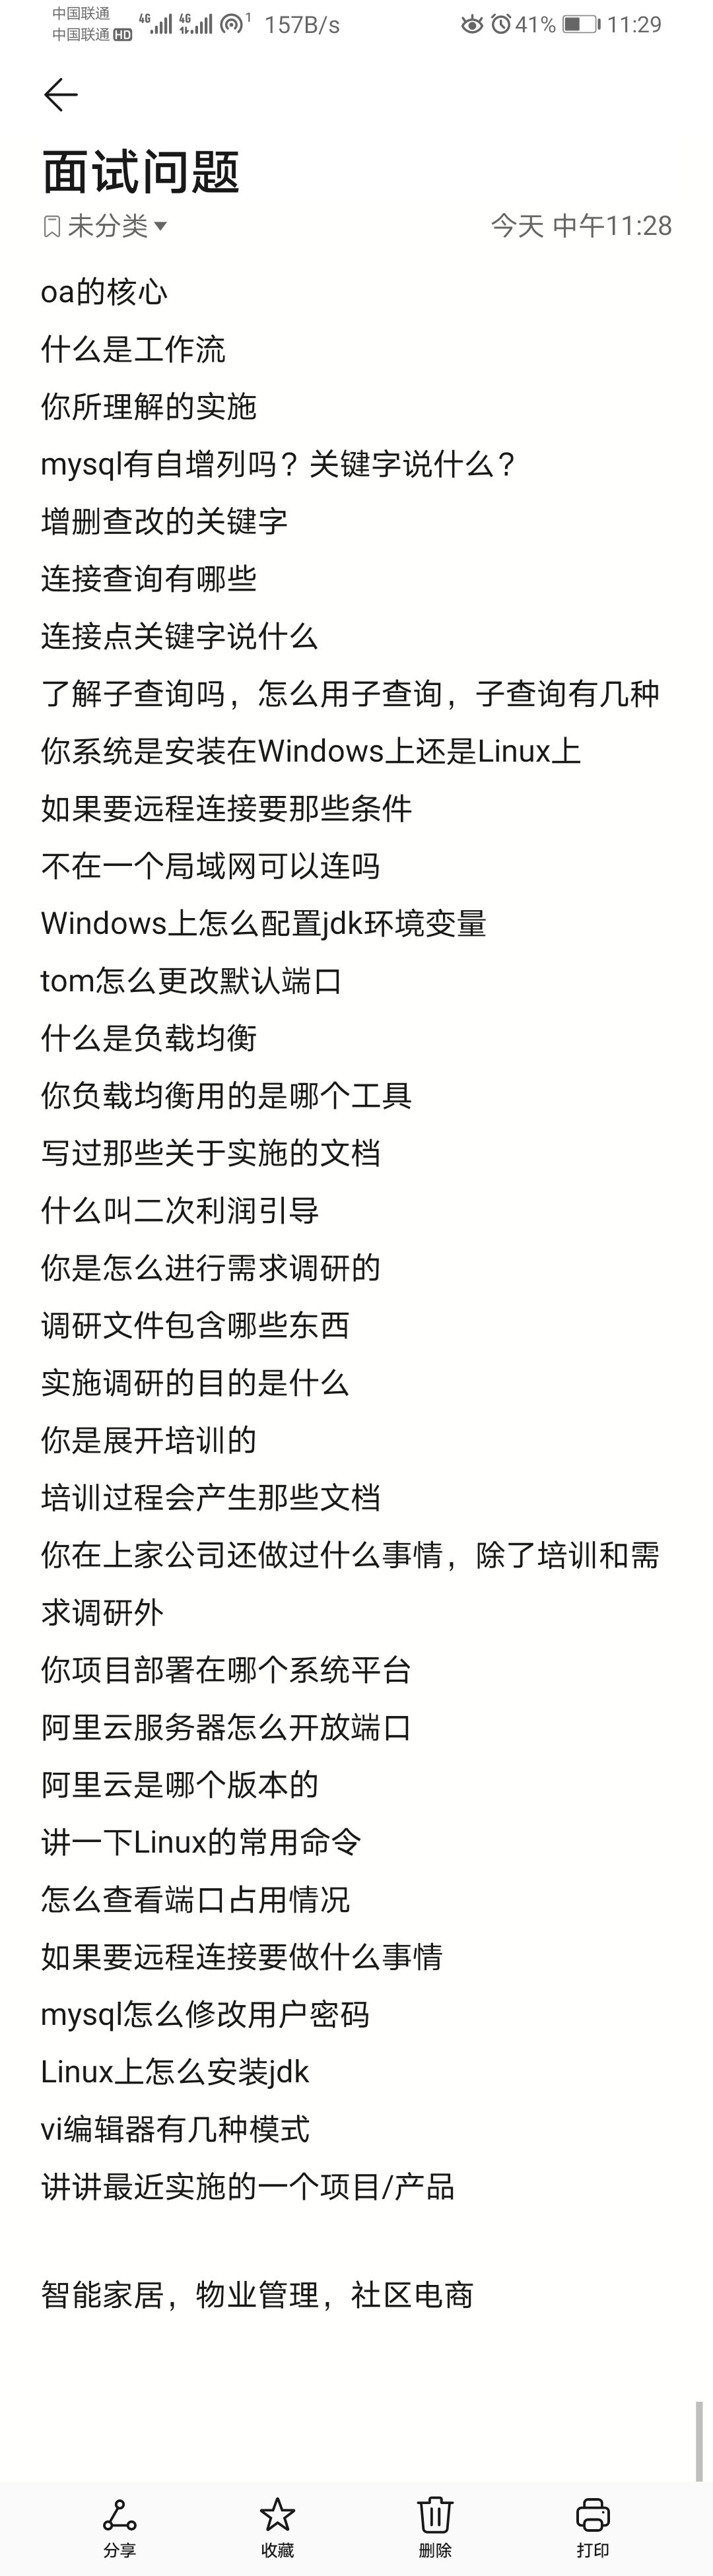 中国联通
中国联通 HD 4G 4G 1 157B/s 41% 11:29
面试问题
未分类 今天 中午11:28
oa的核心
什么是工作流
你所理解的实施
mysql有自增列吗？关键字说什么？
增删查改的关键字
连接查询有哪些
连接点关键字说什么
了解子查询吗，怎么用子查询，子查询有几种
你系统是安装在Windows上还是Linux上
如果要远程连接要那些条件
不在一个局域网可以连吗
Windows上怎么配置jdk环境变量
tom怎么更改默认端口
什么是负载均衡
你负载均衡用的是哪个工具
写过那些关于实施的文档
什么叫二次利润引导
你是怎么进行需求调研的
调研文件包含哪些东西
实施调研的目的是什么
你是展开培训的
培训过程会产生那些文档
你在上家公司还做过什么事情，除了培训和需
求调研外
你项目部署在哪个系统平台
阿里云服务器怎么开放端口
阿里云是哪个版本的
讲一下Linux的常用命令
怎么查看端口占用情况
如果要远程连接要做什么事情
mysql怎么修改用户密码
Linux上怎么安装jdk
vi编辑器有几种模式
讲讲最近实施的一个项目/产品
智能家居，物业管理，社区电商
分享 收藏 删除 打印